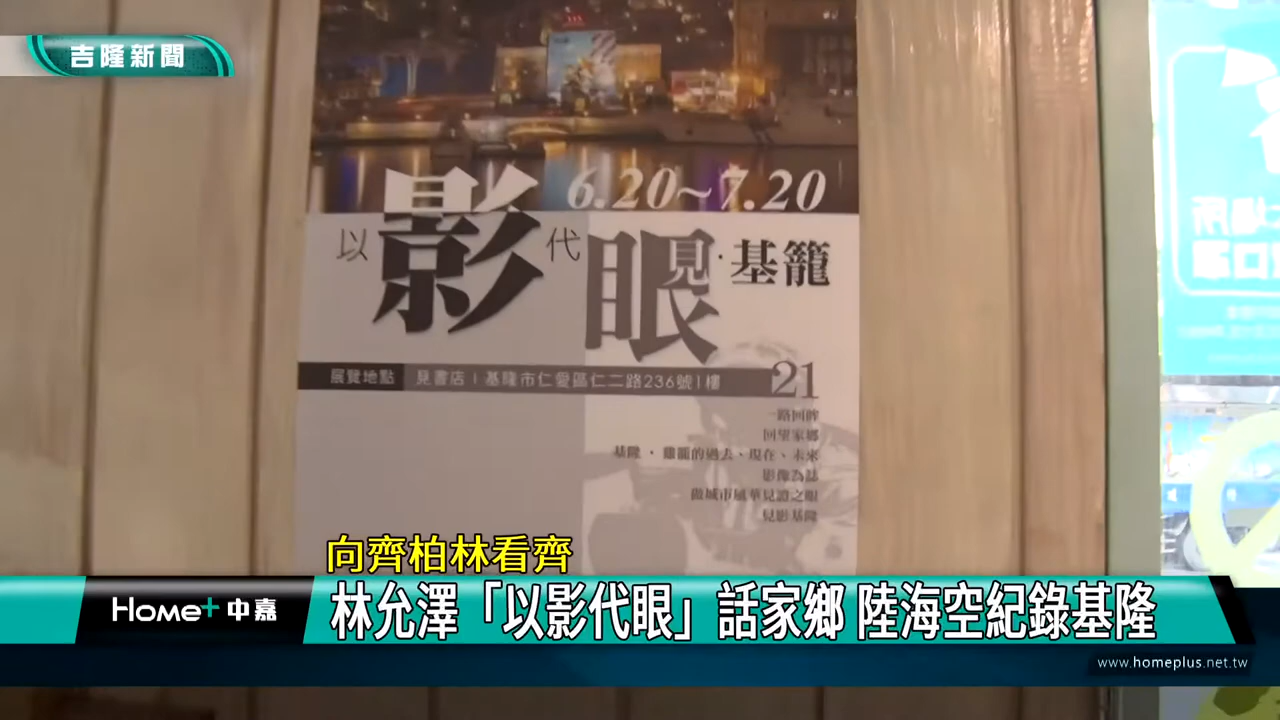 吉隆新聞
6.20~7.20
以影代眼見·基籠
展覽地點 見書店 | 基隆市仁愛區仁二路236號1樓
21
一路回眸
回望家鄉
基隆・雞籠的過去、現在、未來
影像為誌
做城市風華見證之眼
見影基隆
向齊柏林看齊
Home+中嘉
林允澤「以影代眼」話家鄉 陸海空紀錄基隆
www.homeplus.net.tw